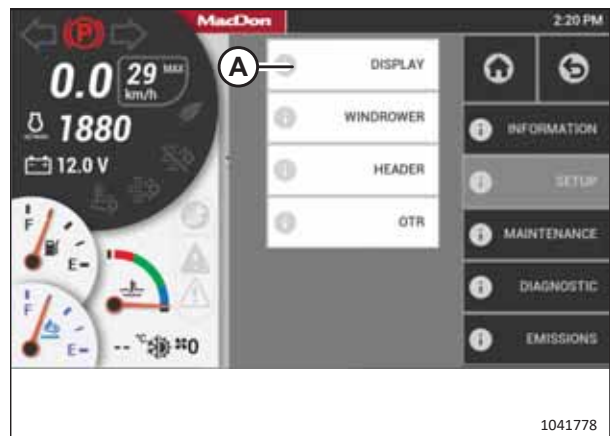 MacDon
2:20 PM
P
0.0
29 MAX
km/h
1880
12.0 V
A
DISPLAY
WINDROWER
HEADER
OTR
INFORMATION
SETUP
MAINTENANCE
DIAGNOSTIC
EMISSIONS
F
E
F
E
-- °C
0
1041778